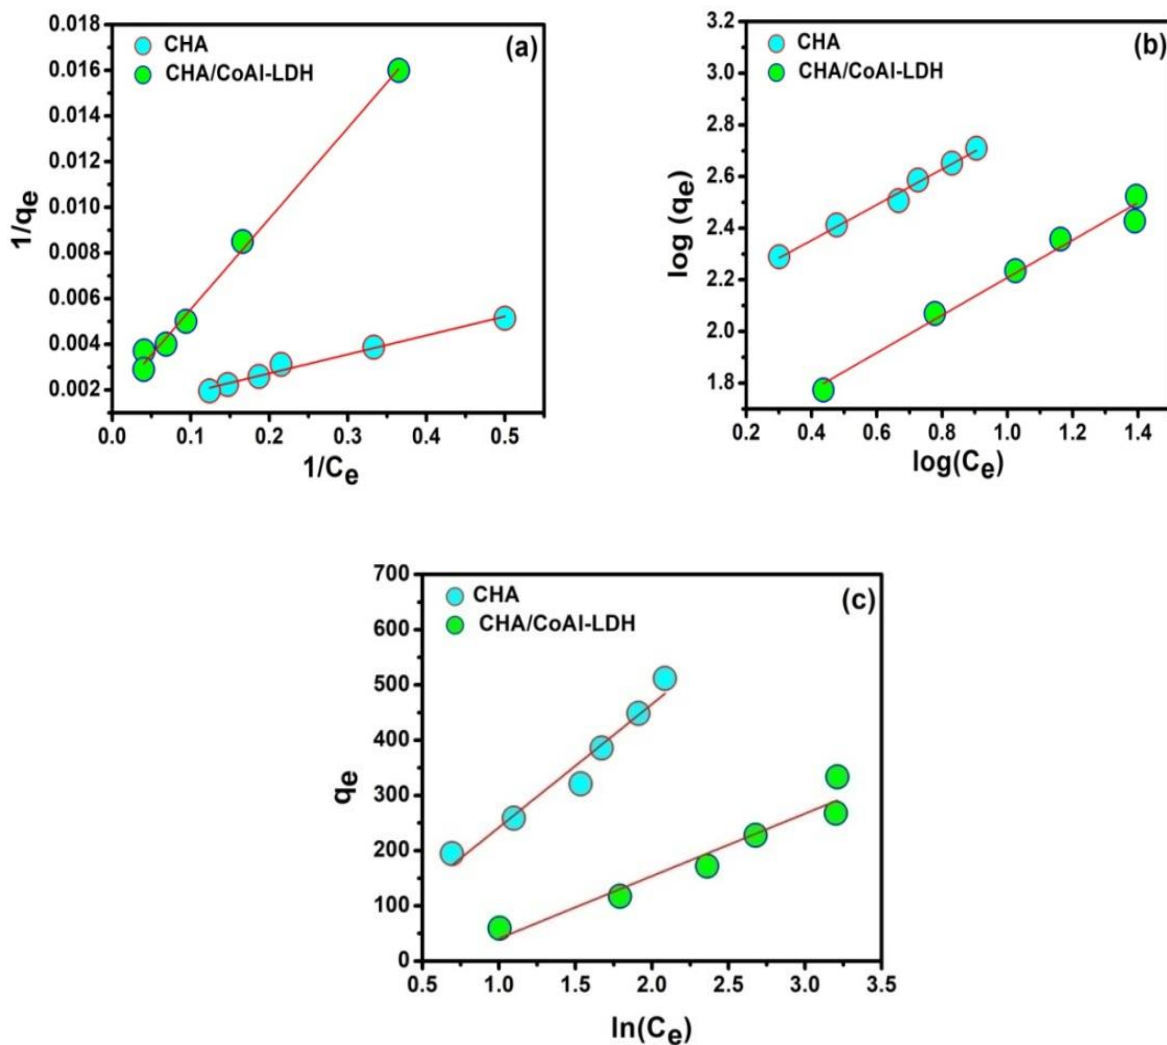 (a)
CHA
CHA/CoAl-LDH
0.018
0.016
0.014
0.012
0.010
0.008
0.006
0.004
0.002
1/qe
0.0 0.1 0.2 0.3 0.4 0.5
1/Ce
(b)
CHA
CHA/CoAl-LDH
3.2
3.0
2.8
2.6
2.4
2.2
2.0
1.8
log (qe)
0.2 0.4 0.6 0.8 1.0 1.2 1.4
log(Ce)
(c)
CHA
CHA/CoAl-LDH
700
600
500
400
300
200
100
0
qe
0.5 1.0 1.5 2.0 2.5 3.0 3.5
ln(Ce)